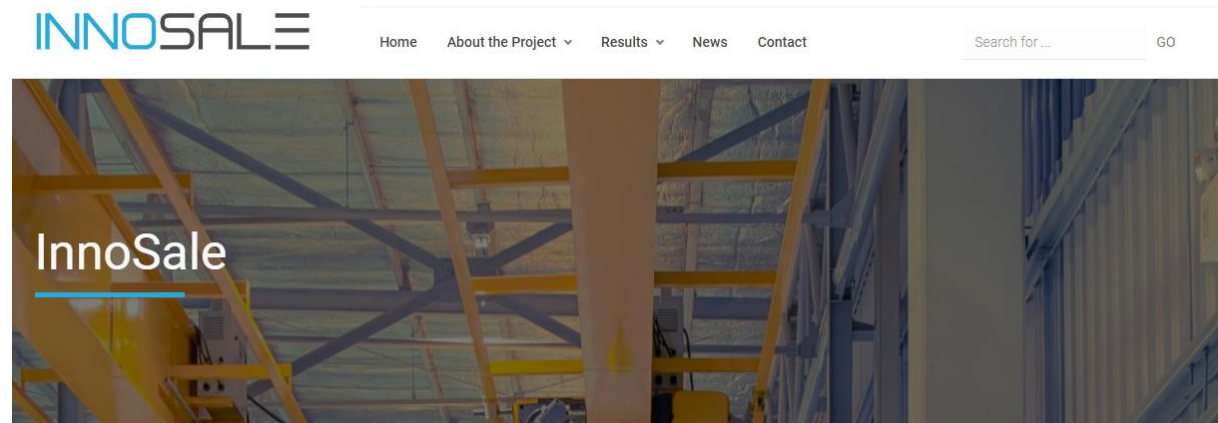 INNOSALE
Home About the Project Results News Contact Search for ... GO
InnoSale